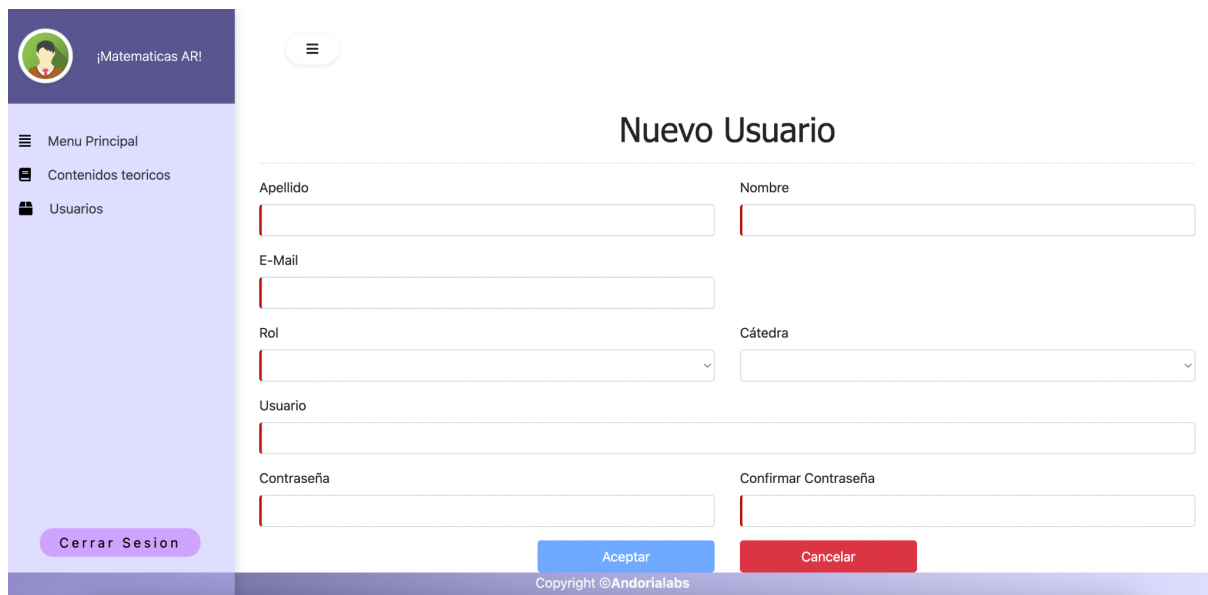 ¡Matematicas AR!
Menu Principal
Contenidos teoricos
Usuarios
Cerrar Sesion
Nuevo Usuario
Apellido
Nombre
E-Mail
Rol
Cátedra
Usuario
Contraseña
Confirmar Contraseña
Aceptar
Cancelar
Copyright ©Andorialabs